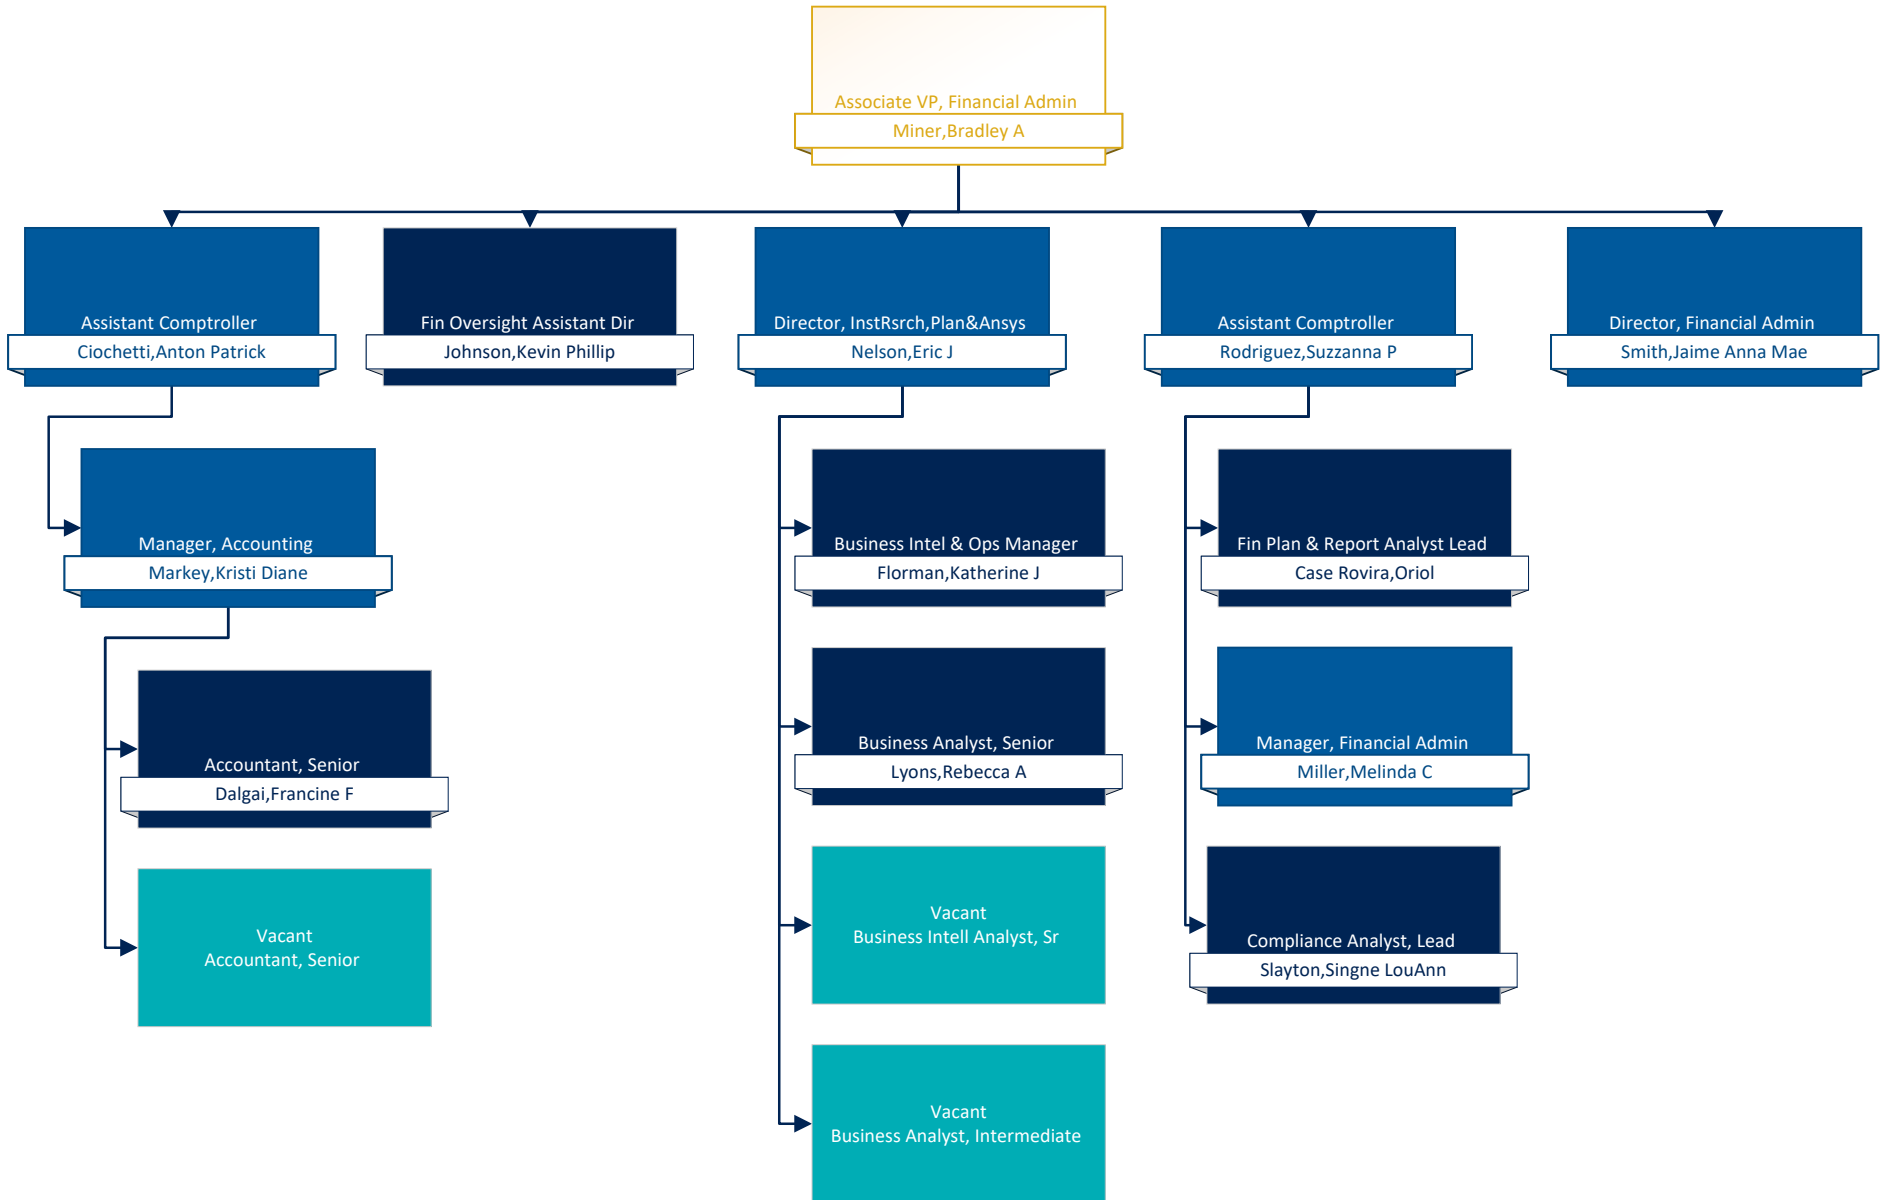 Associate VP, Financial Admin
Miner,Bradley A
Assistant Comptroller
Ciochetti,Anton Patrick
Fin Oversight Assistant Dir
Johnson,Kevin Phillip
Director, InstRsrch,Plan&Ansys
Nelson,Eric J
Assistant Comptroller
Rodriguez,Suzzanna P
Director, Financial Admin
Smith,Jaime Anna Mae
Manager, Accounting
Markey,Kristi Diane
Accountant, Senior
Dalgai,Francine F
Vacant
Accountant, Senior
Business Intel & Ops Manager
Florman,Katherine J
Business Analyst, Senior
Lyons,Rebecca A
Vacant
Business Intell Analyst, Sr
Vacant
Business Analyst, Intermediate
Fin Plan & Report Analyst Lead
Case Rovira,Oriol
Manager, Financial Admin
Miller,Melinda C
Compliance Analyst, Lead
Slayton,Singne LouAnn